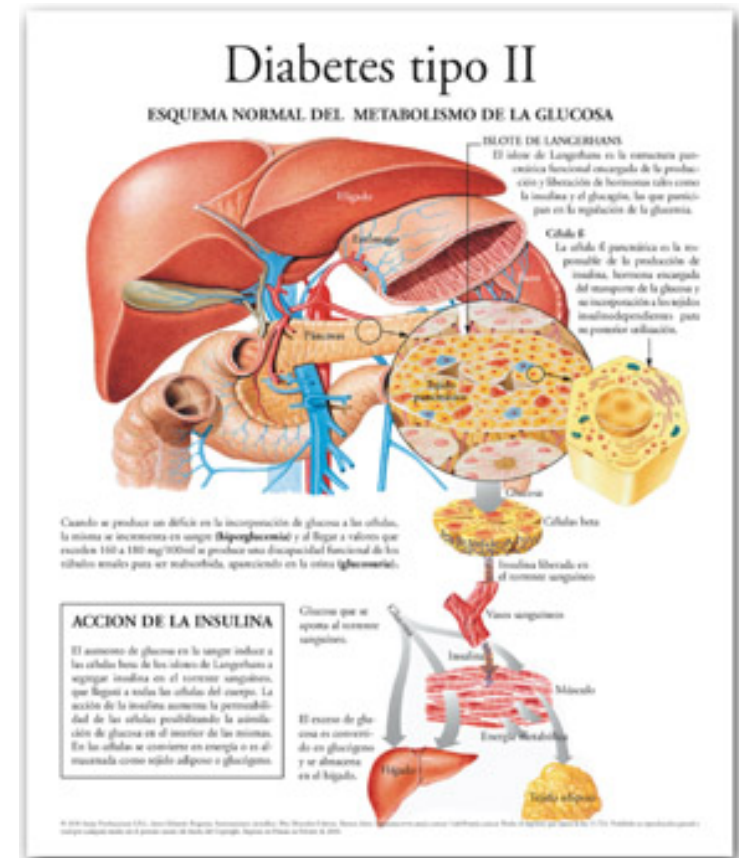 Diabetes tipo II
ESQUEMA NORMAL DEL METABOLISMO DE LA GLUCOSA
ISLOTE DE LANGERHANS
El islote de Langerhans es la estructura pan-
creática funcional encargada de la produc-
ción y liberación de hormonas tales como
la insulina y el glucagón, las que partici-
pan en la regulación de la glucemia.
Célula ß
La célula ß pancreática es la res-
ponsable de la producción de
insulina, hormona encargada
del transporte de la glucosa y
su incorporación a los tejidos
insulinodependientes para
su posterior utilización.
Hígado
Estómago
Bazo
Páncreas
Tejido
pancreático
Glucosa
Células beta
Insulina liberada en
el torrente sanguíneo
Vasos sanguíneos
Cuando se produce un déficit en la incorporación de glucosa a las células,
la misma se incrementa en sangre (hiperglucemia) y al llegar a valores que
exceden 160 a 180 mg/100ml se produce una discapacidad funcional de los
túbulos renales para ser reabsorbida, apareciendo en la orina (glucosuria).
ACCION DE LA INSULINA
El aumento de glucosa en la sangre induce a
las células beta de los islotes de Langerhans a
segregar insulina en el torrente sanguíneo,
que llegará a todas las células del cuerpo. La
acción de la insulina aumenta la permeabili-
dad de las células posibilitando la asimila-
ción de glucosa en el interior de las mismas.
En las células se convierte en energía o es al-
macenada como tejido adiposo o glucógeno.
Glucosa que se
aporta al torrente
sanguíneo.
Glucosa
Insulina
Músculo
Energía metabólica
El exceso de glu-
cosa es converti-
do en glucógeno
y se almacena
en el hígado.
Hígado
Tejido adiposo